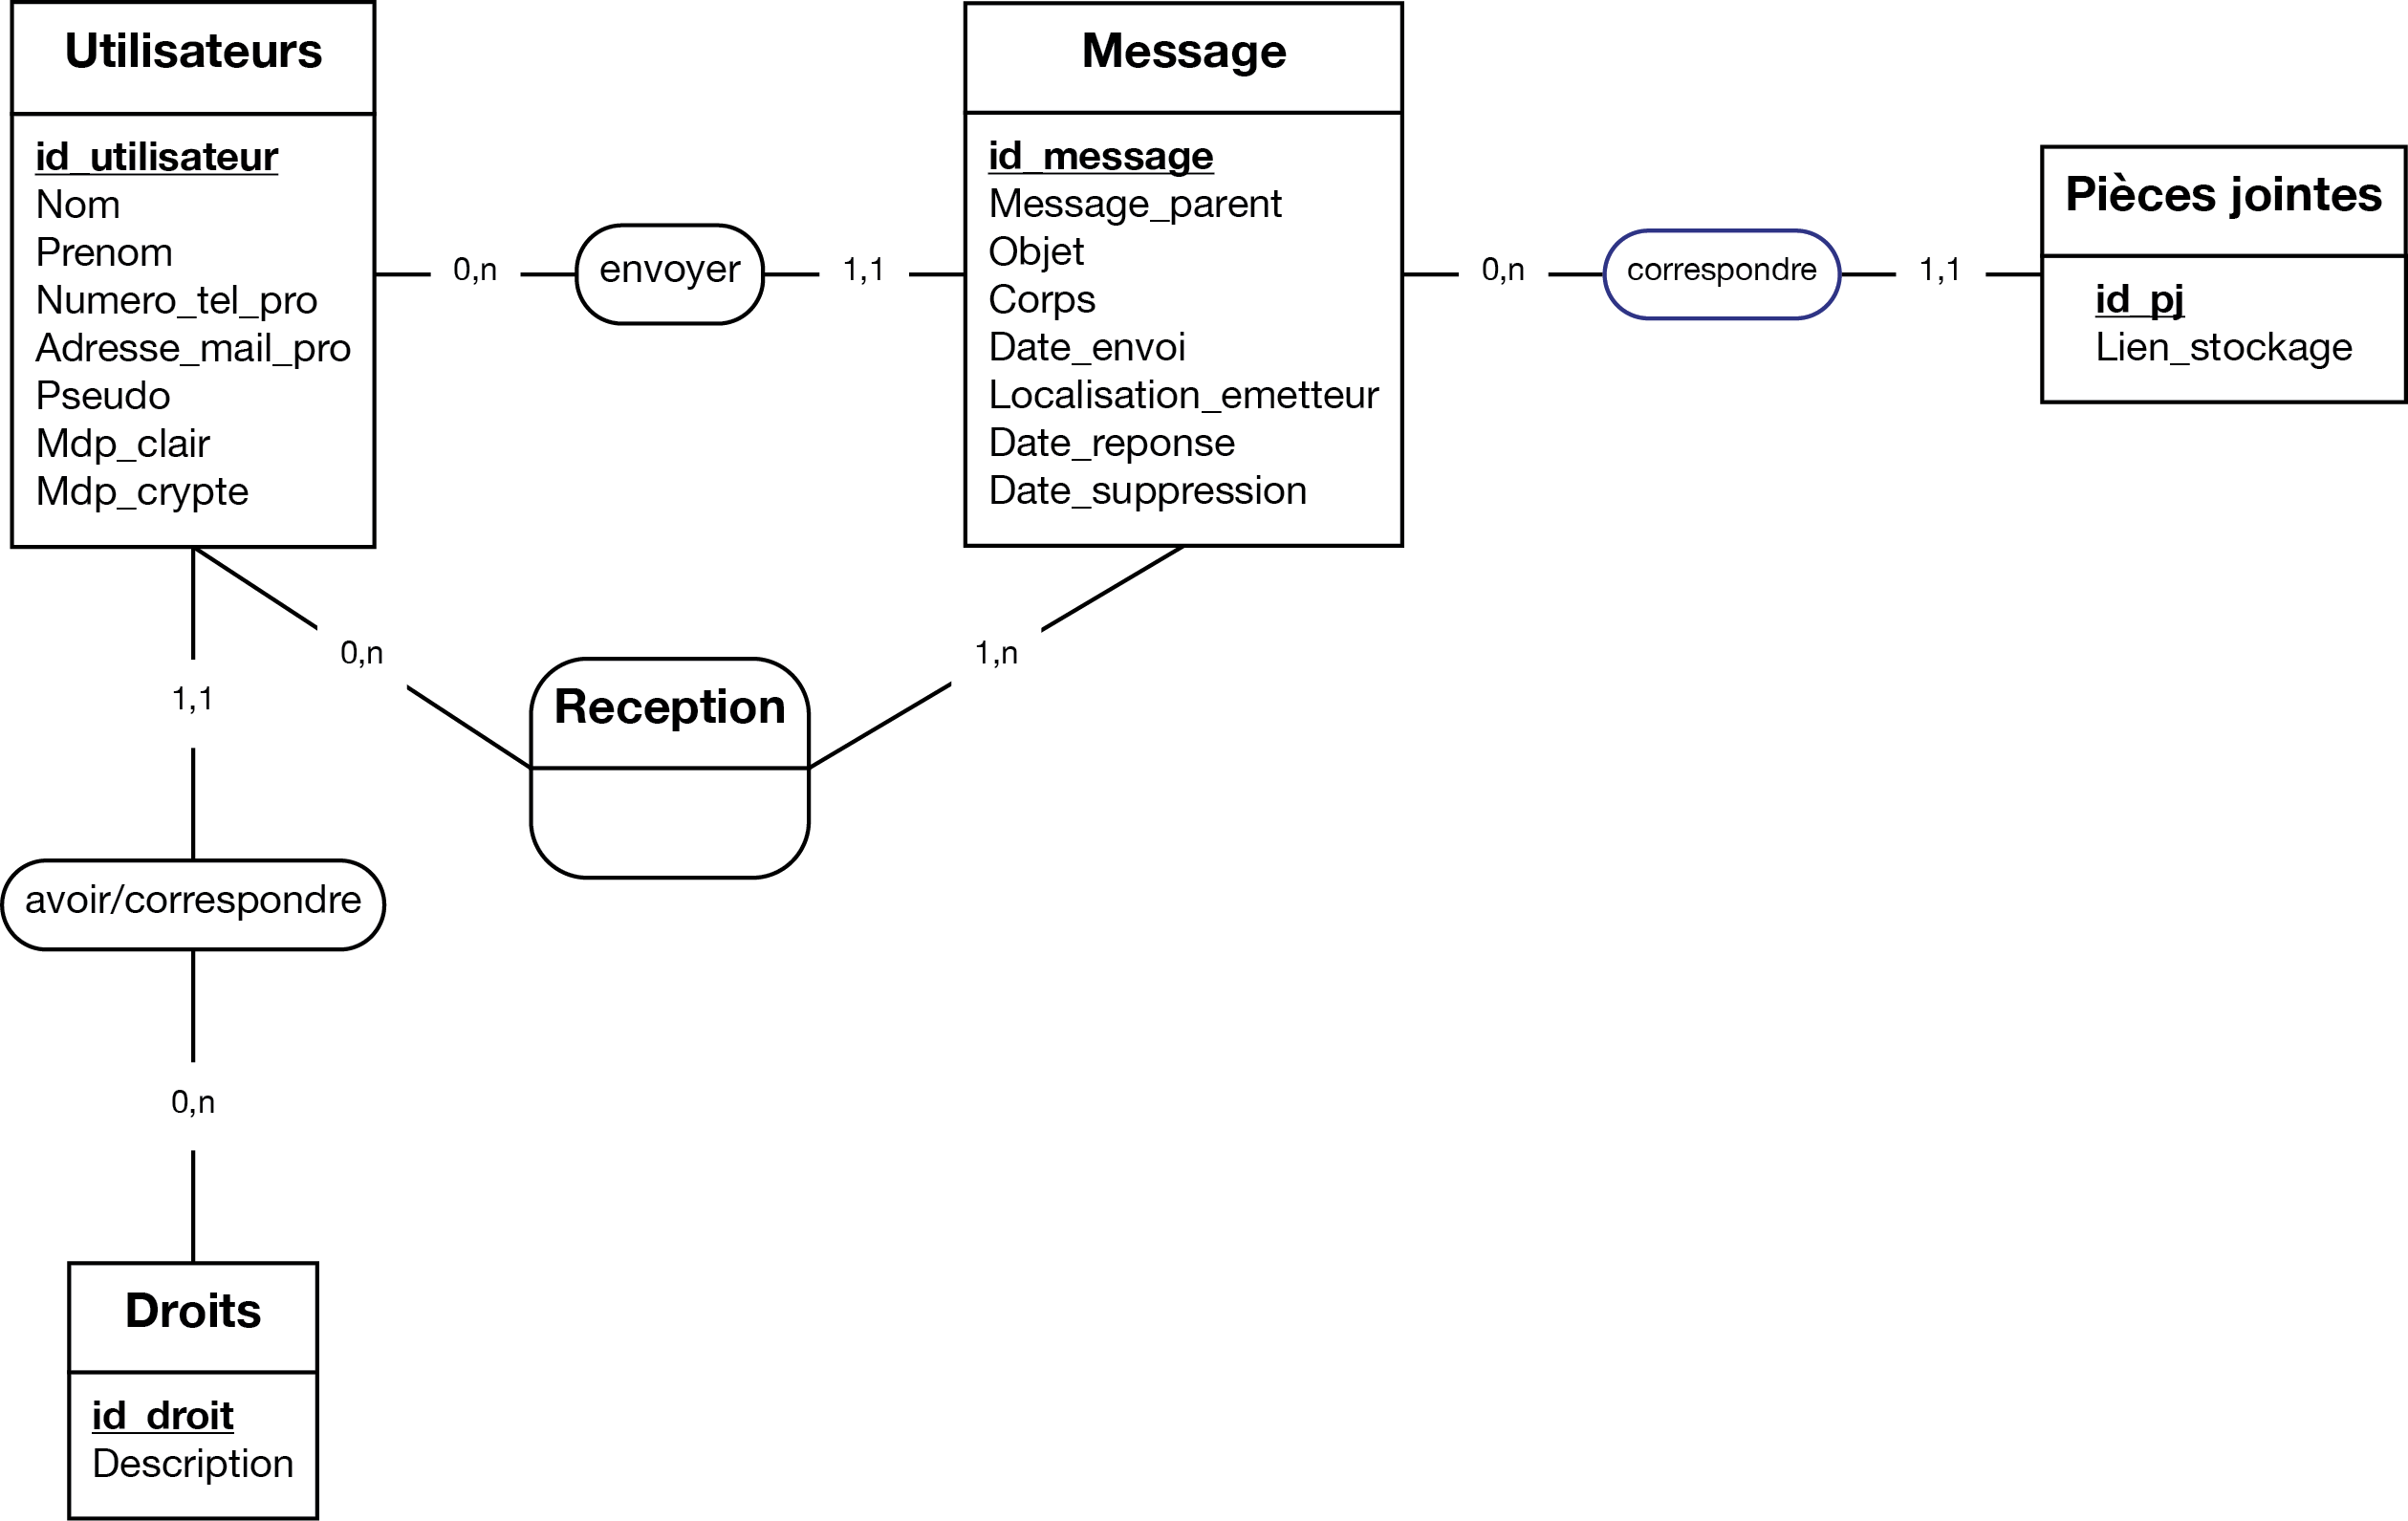 Utilisateurs
id_utilisateur
Nom
Prenom
Numero_tel_pro
Adresse_mail_pro
Pseudo
Mdp_clair
Mdp_crypte
0,n
envoyer
1,1
Message
id_message
Message_parent
Objet
Corps
Date_envoi
Localisation_emetteur
Date_reponse
Date_suppression
0,n
correspondre
1,1
Pièces jointes
id_pj
Lien_stockage
0,n
Reception
1,n
1,1
avoir/correspondre
0,n
Droits
id_droit
Description